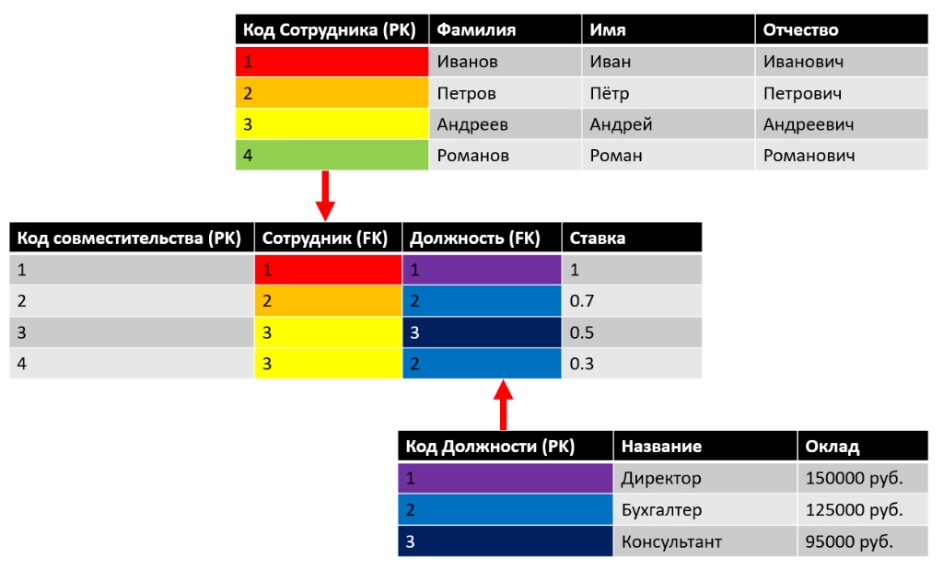 Код Сотрудника (PK) Фамилия Имя Отчество
1 Иванов Иван Иванович
2 Петров Пётр Петрович
3 Андреев Андрей Андреевич
4 Романов Роман Романович
Код совместительства (PK) Сотрудник (FK) Должность (FK) Ставка
1 1 1 1
2 2 2 0.7
3 3 3 0.5
4 3 2 0.3
Код Должности (PK) Название Оклад
1 Директор 150000 руб.
2 Бухгалтер 125000 руб.
3 Консультант 95000 руб.